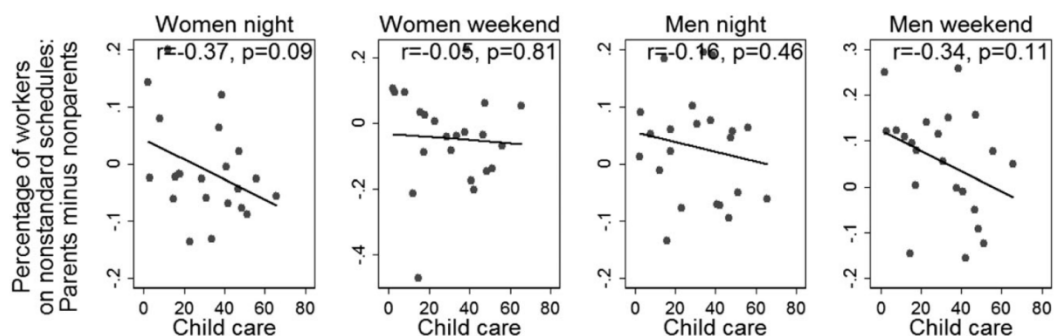 Women night
Women weekend
Men night
Men weekend
Percentage of workers
on nonstandard schedules:
Parents minus nonparents
r=-0.37, p=0.09
r=-0.05, p=0.81
r=-0.16, p=0.46
r=-0.34, p=0.11
.2
.1
0
-.1
-.2
.2
0
-.2
-.4
.2
.1
0
-.1
-.2
.3
.2
.1
0
-.1
-.2
0 20 40 60 80
0 20 40 60 80
0 20 40 60 80
0 20 40 60 80
Child care
Child care
Child care
Child care